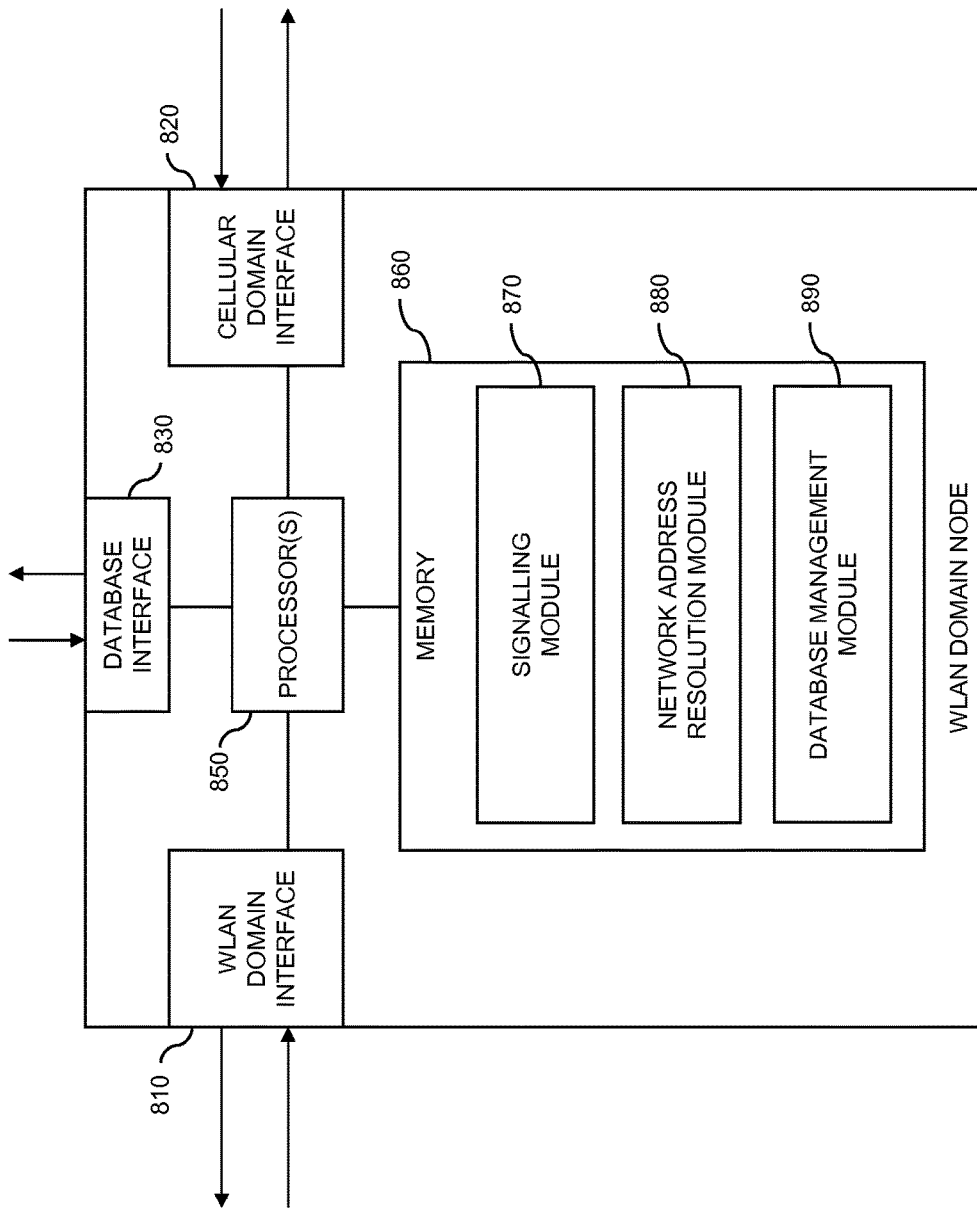 830
DATABASE
INTERFACE
810
WLAN
DOMAIN
INTERFACE
850
PROCESSOR(S)
820
CELLULAR
DOMAIN
INTERFACE
860
MEMORY
870
SIGNALLING
MODULE
880
NETWORK ADDRESS
RESOLUTION MODULE
890
DATABASE MANAGEMENT
MODULE
WLAN DOMAIN NODE